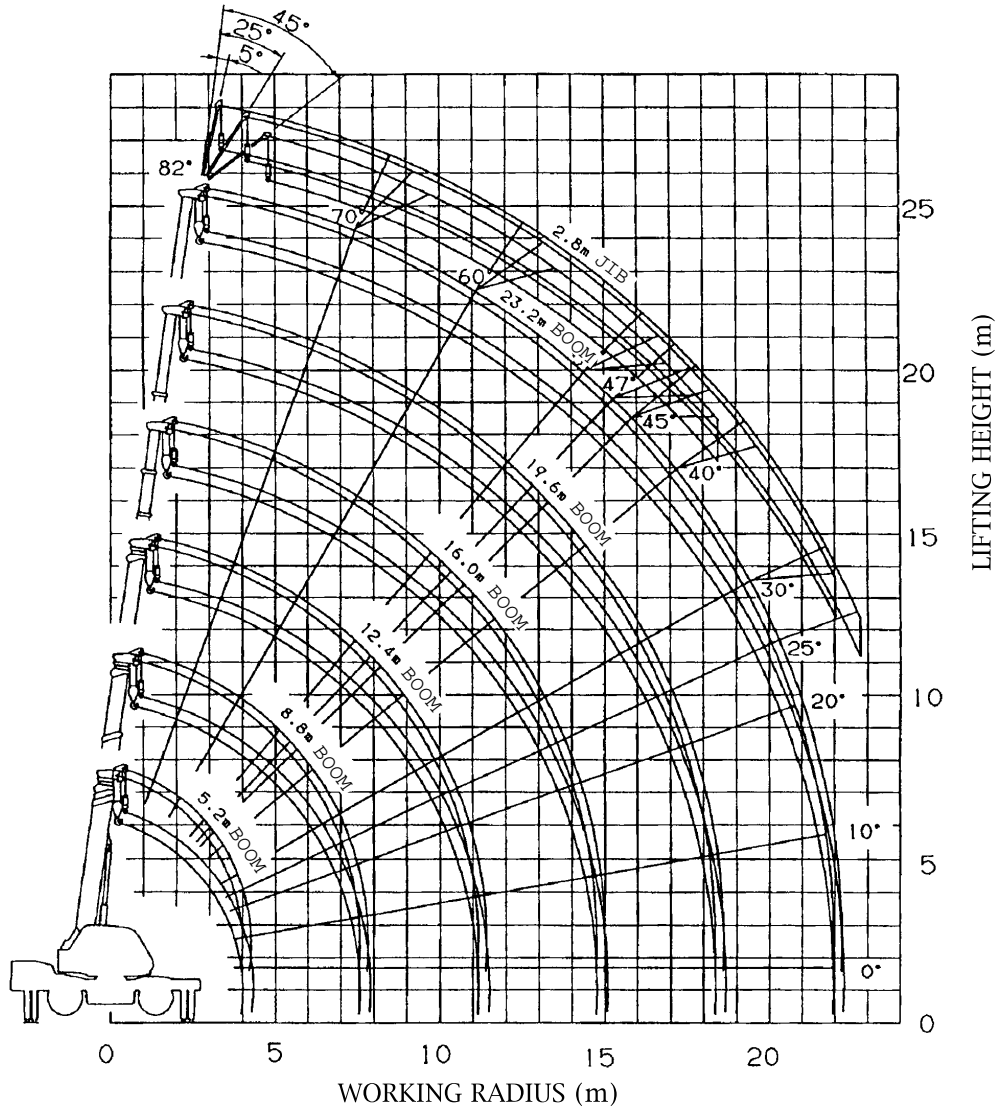 45°
25°
5°
82°
70°
60°
2.8m JIB
23.2m BOOM
47°
45°
40°
19.6m BOOM
16.0m BOOM
12.4m BOOM
8.8m BOOM
5.2m BOOM
30°
25°
20°
10°
0°
25
20
15
10
5
0
LIFTING HEIGHT (m)
0 5 10 15 20
WORKING RADIUS (m)